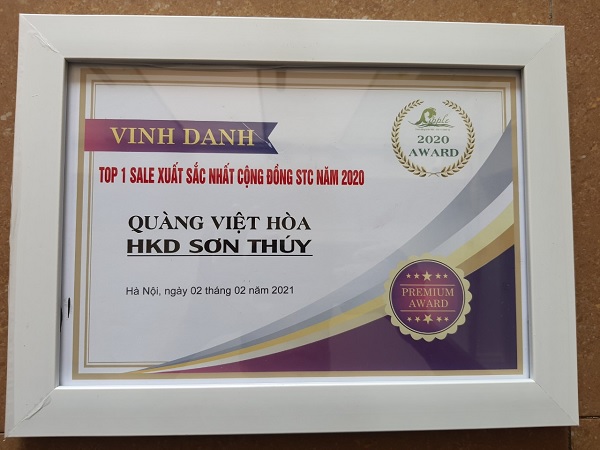 VINH DANH
TOP 1 SALE XUẤT SẮC NHẤT CỘNG ĐỒNG STC NĂM 2020
QUÀNG VIỆT HÒA
HKD SƠN THÚY
Hà Nội, ngày 02 tháng 02 năm 2021
2020
AWARD
PREMIUM
AWARD